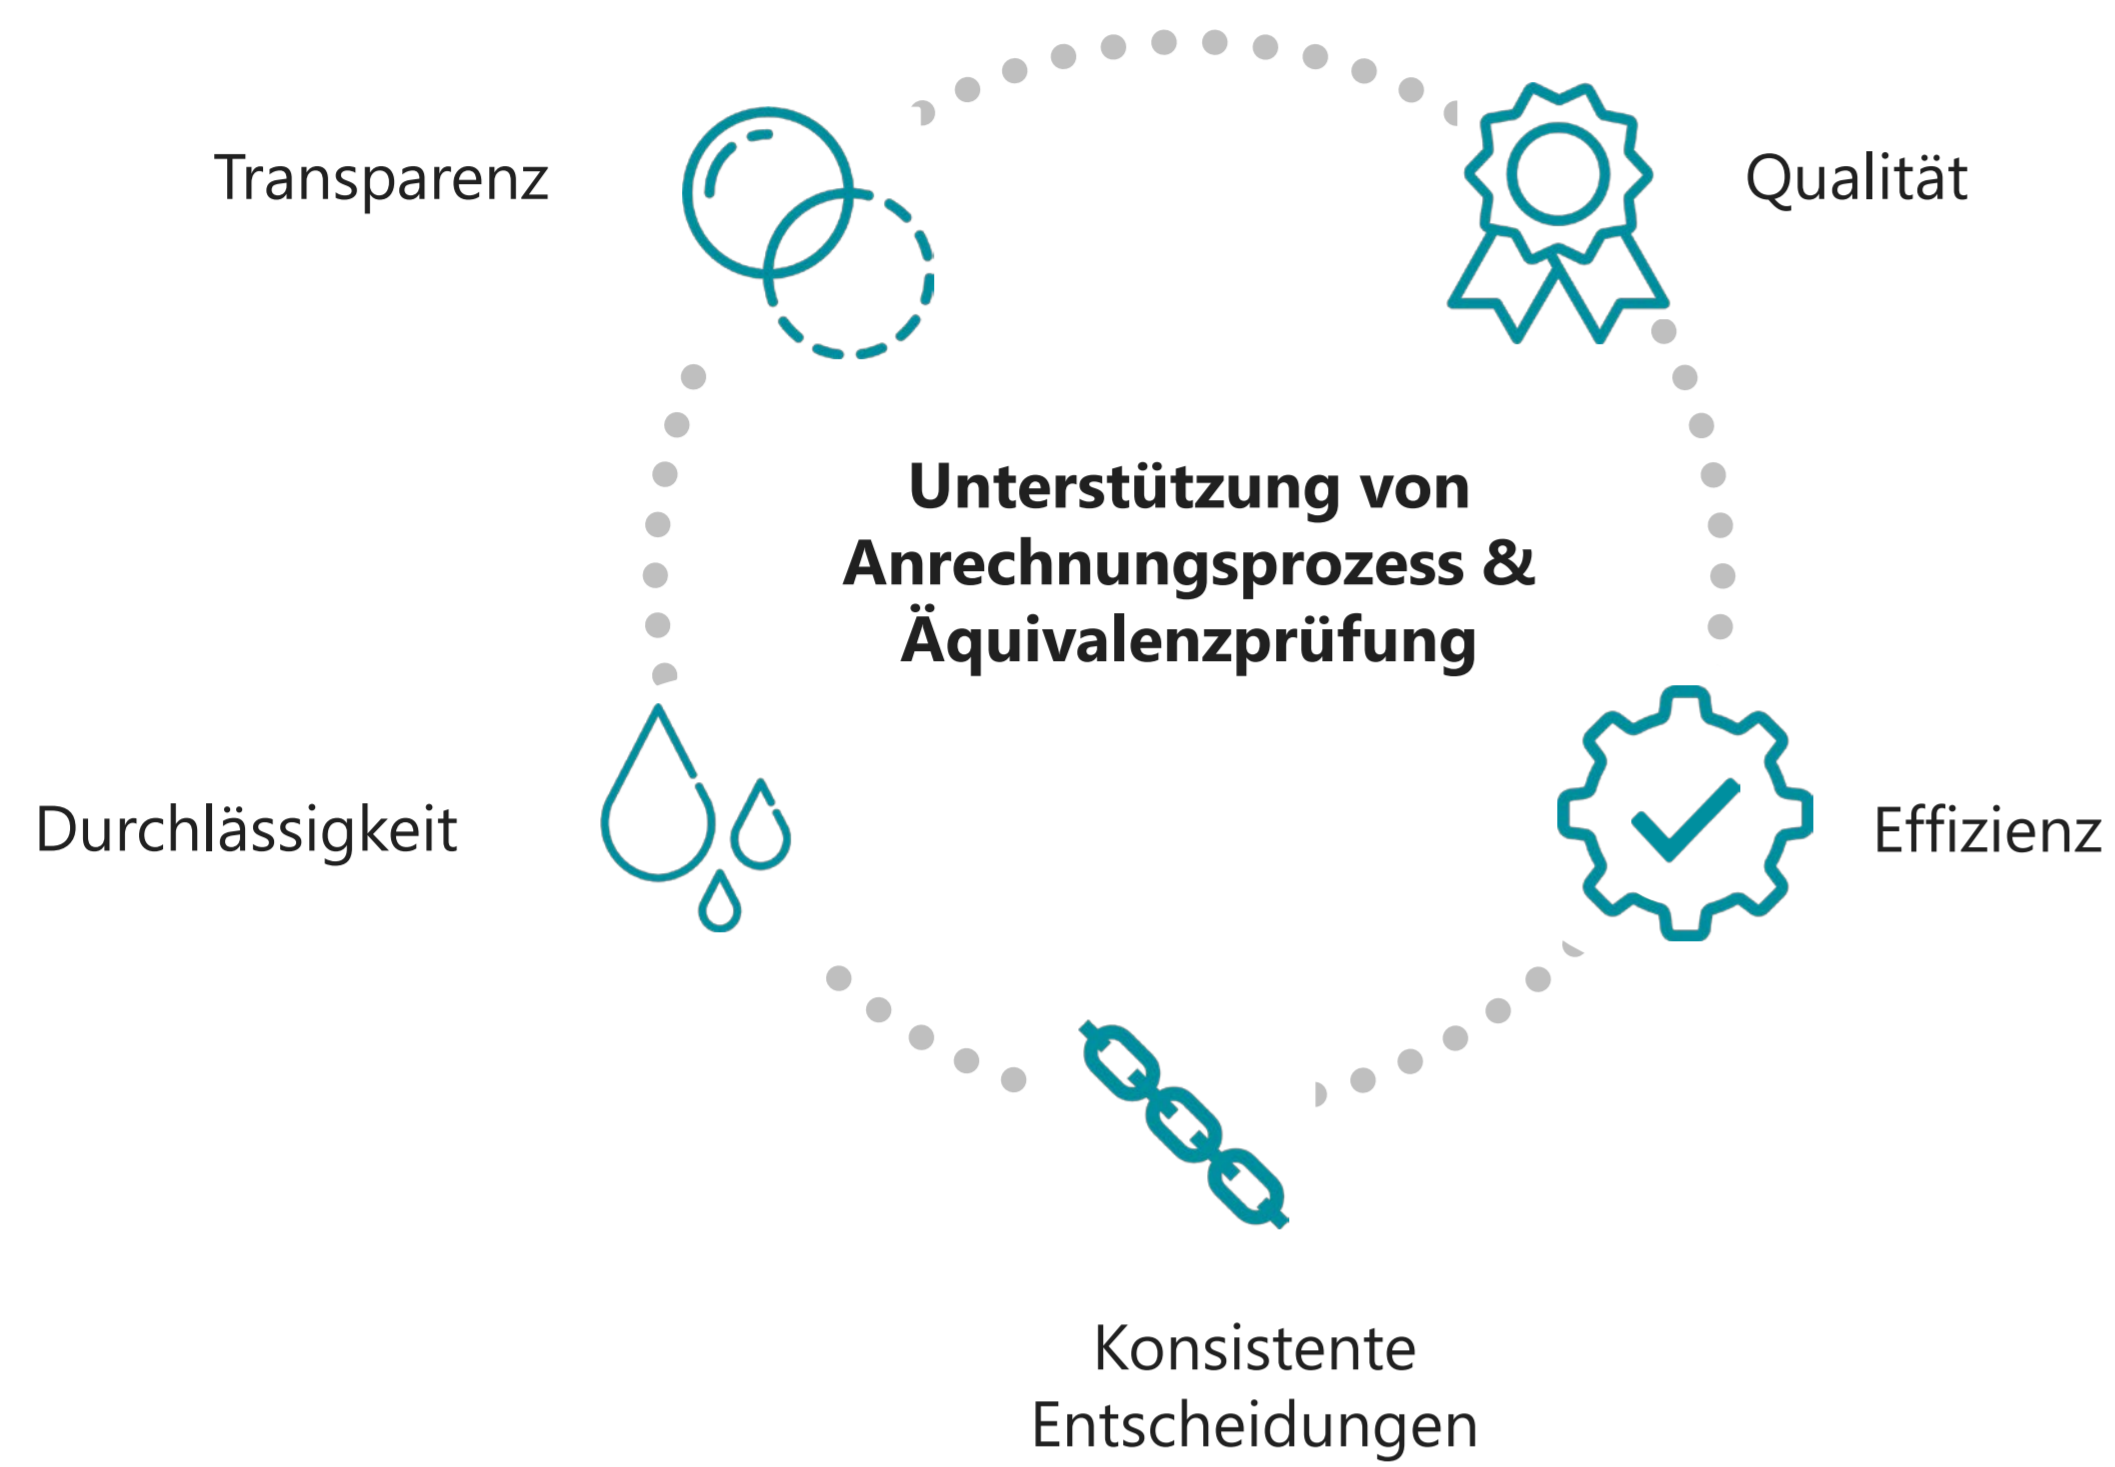 Transparenz
Qualität
Unterstützung von
Anrechnungsprozess &
Äquivalenzprüfung
Durchlässigkeit
Effizienz
Konsistente
Entscheidungen